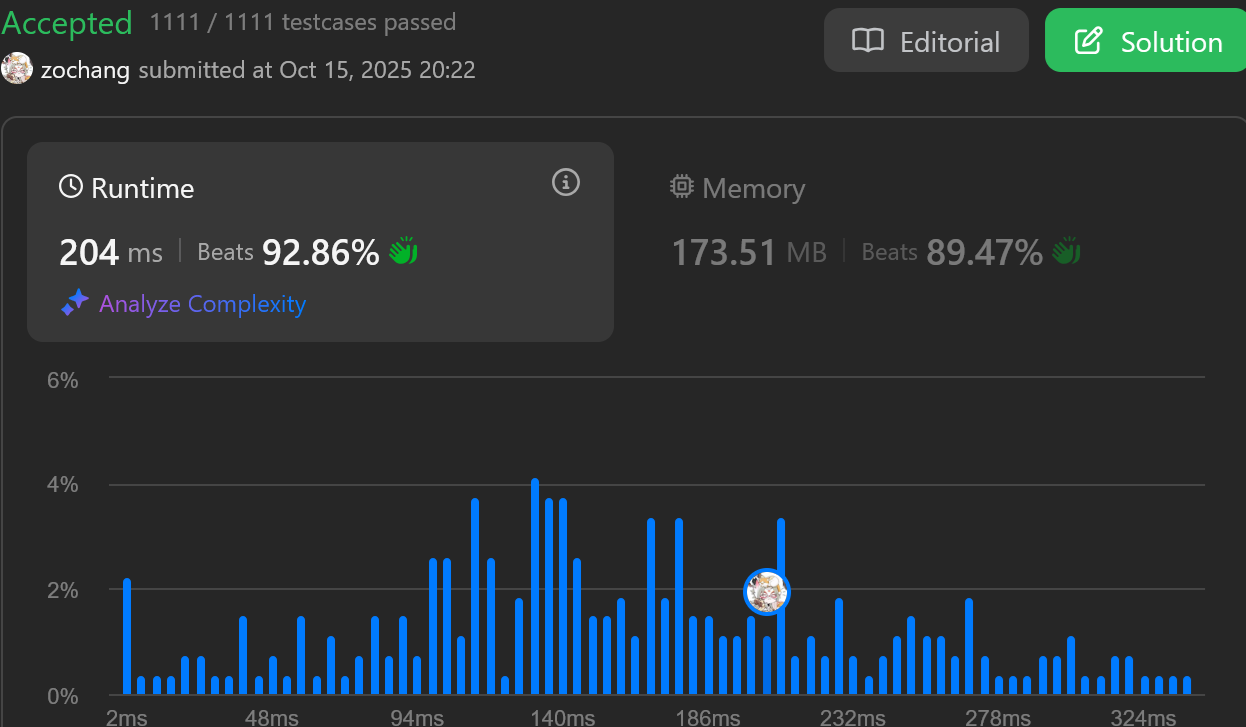 Accepted 1111 / 1111 testcases passed
Editorial
Solution
zochang submitted at Oct 15, 2025 20:22
Runtime
204 ms | Beats 92.86%
Analyze Complexity
Memory
173.51 MB | Beats 89.47%
6%
4%
2%
0%
2ms 48ms 94ms 140ms 186ms 232ms 278ms 324ms